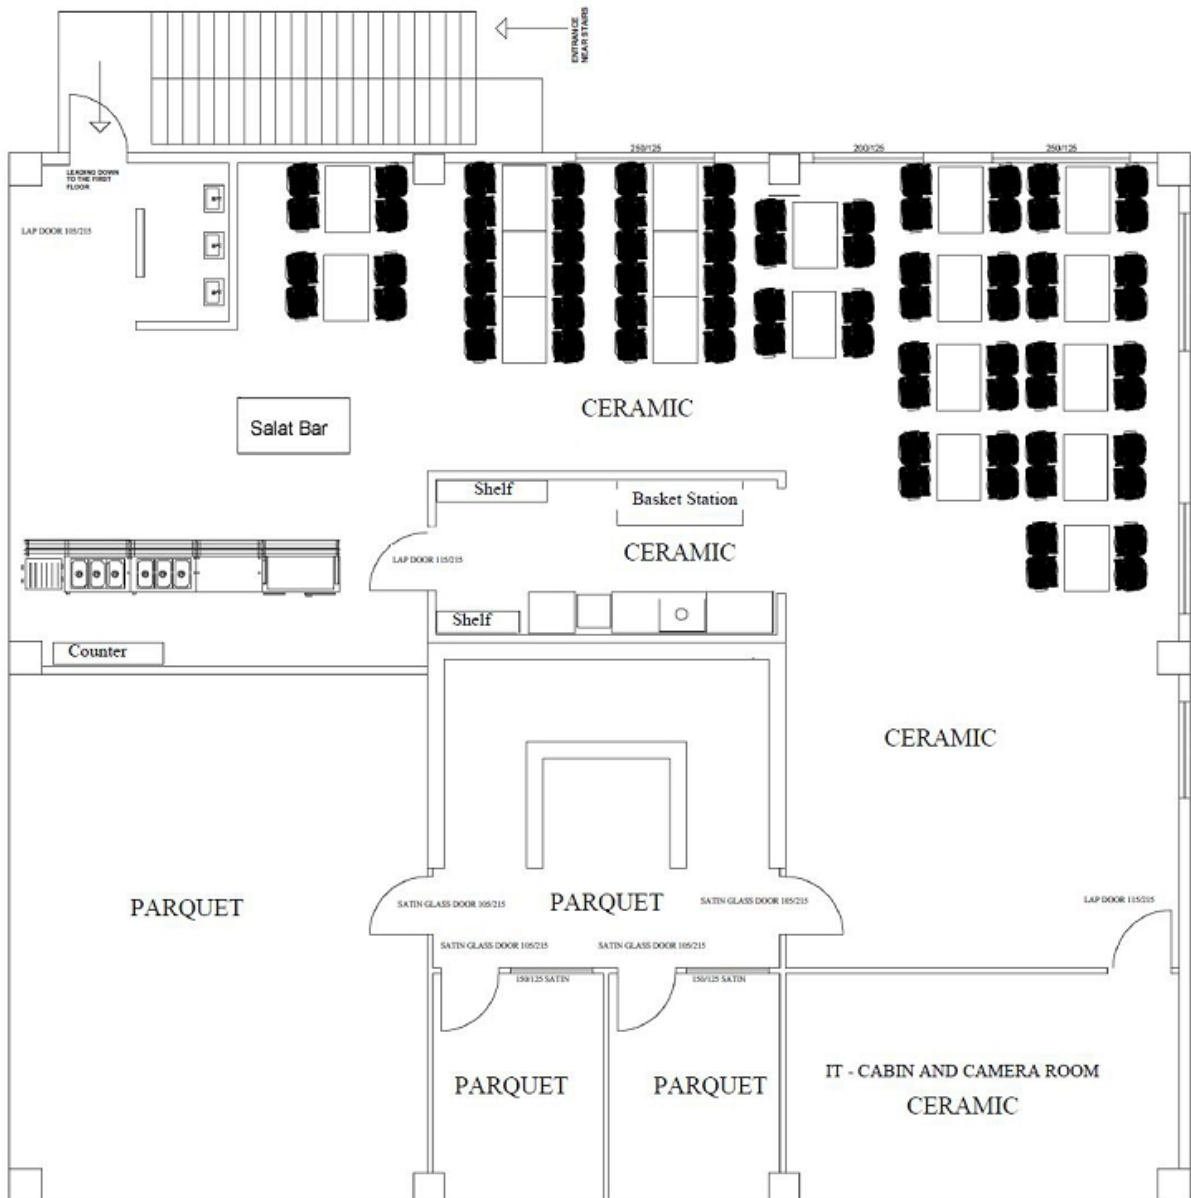 ENTRANCE
NEAR STAIRS
250/125
200/125
250/125
LEADING DOWN
TO THE FIRST
FLOOR
LAP DOOR 105/215
CERAMIC
Salat Bar
Shelf
Basket Station
CERAMIC
LAP DOOR 115/215
Shelf
Counter
CERAMIC
PARQUET
SATIN GLASS DOOR 105/215
PARQUET
SATIN GLASS DOOR 105/215
LAP DOOR 115/215
SATIN GLASS DOOR 105/215
SATIN GLASS DOOR 105/215
150/125 SATIN
150/125 SATIN
PARQUET
PARQUET
IT - CABIN AND CAMERA ROOM
CERAMIC